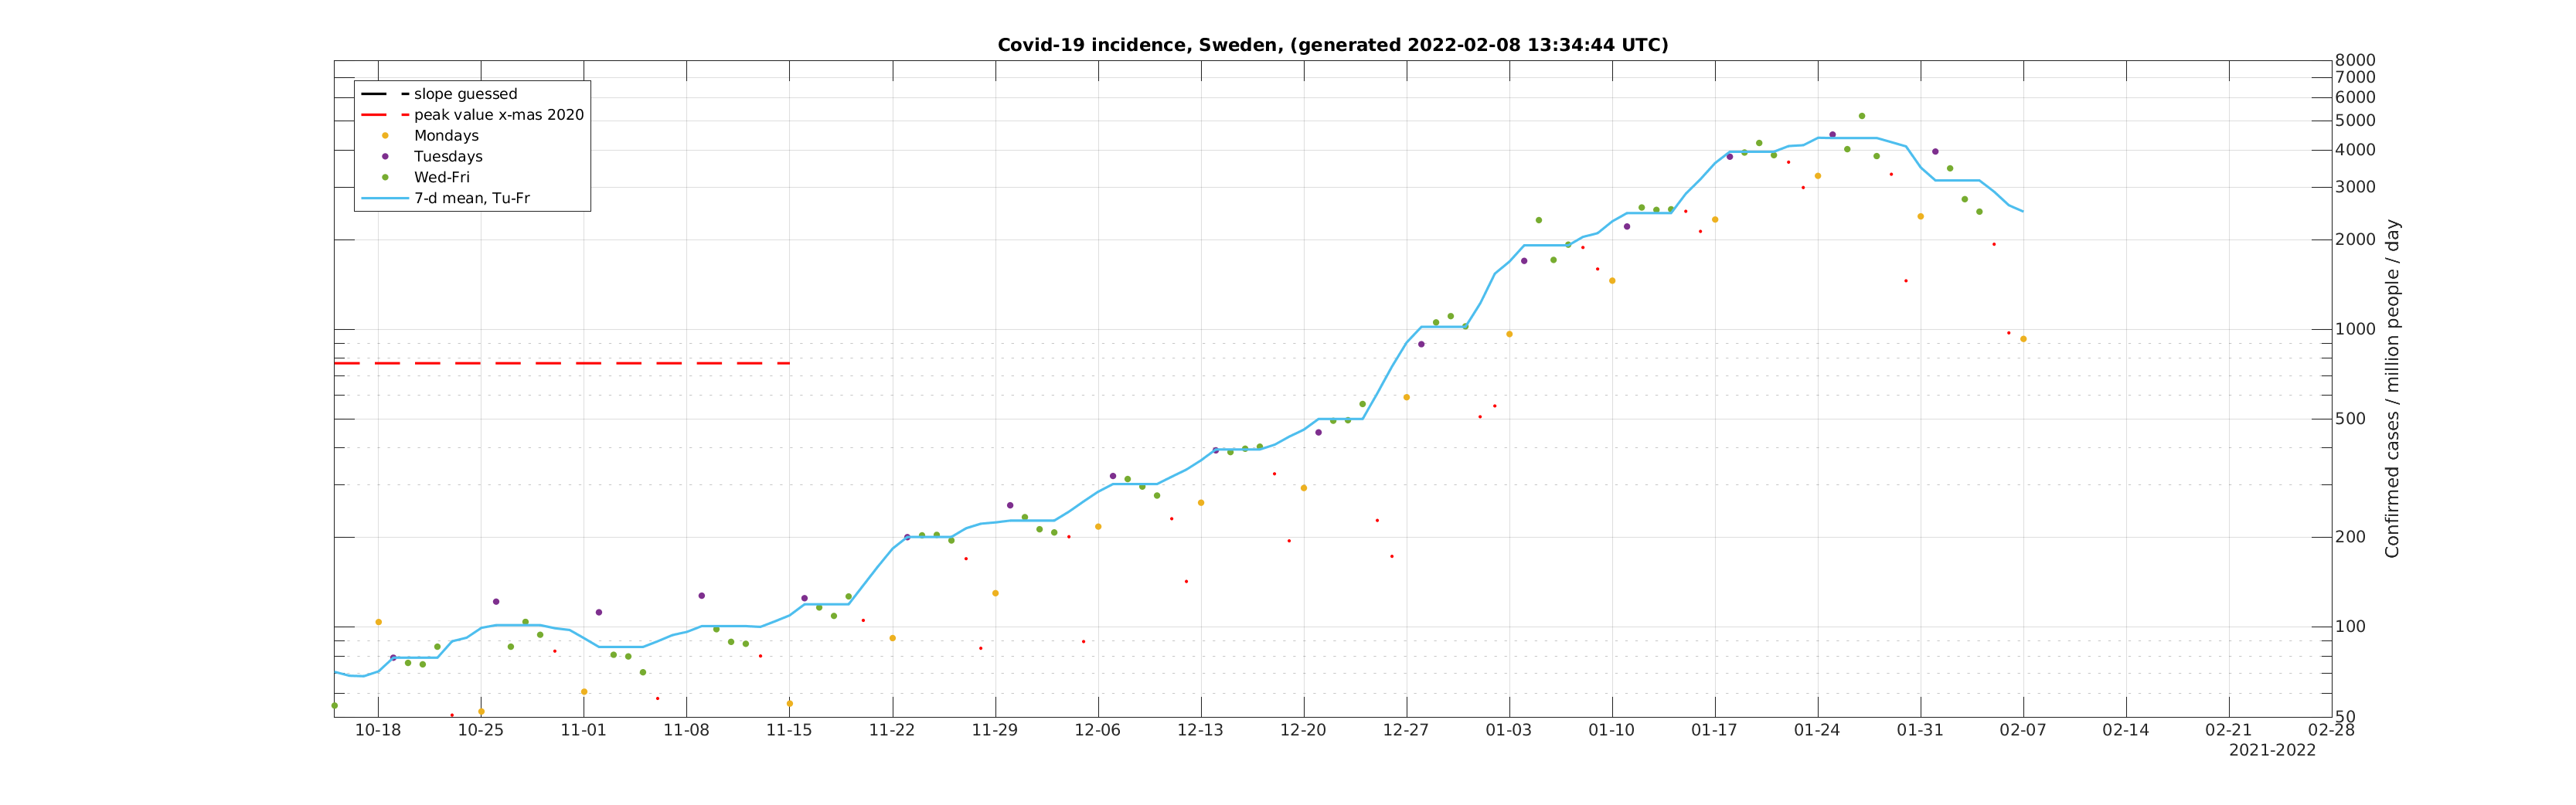 Covid-19 incidence, Sweden, (generated 2022-02-08 13:34:44 UTC)
slope guessed
peak value x-mas 2020
Mondays
Tuesdays
Wed-Fri
7-d mean, Tu-Fr
8000
7000
6000
5000
4000
3000
2000
1000
500
200
100
50
Confirmed cases / million people / day
10-18 10-25 11-01 11-08 11-15 11-22 11-29 12-06 12-13 12-20 12-27 01-03 01-10 01-17 01-24 01-31 02-07 02-14 02-21 02-28
2021-2022